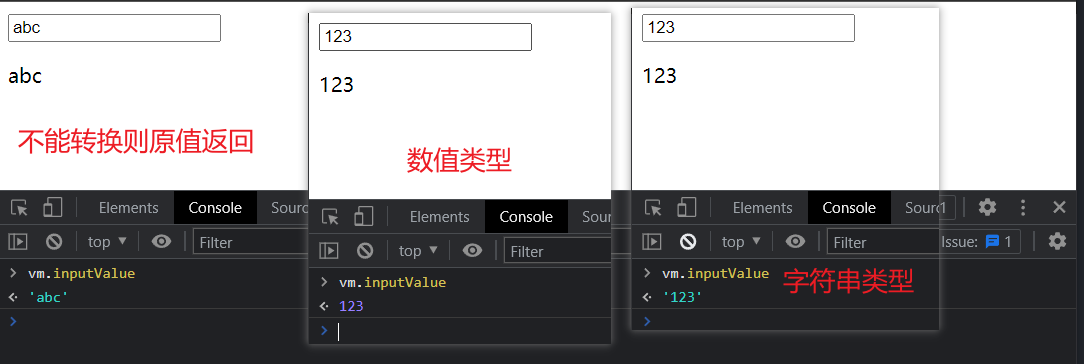 abc
abc
不能转换则原值返回
Elements Console Sourc
top ▼ Filter
> vm.inputValue
'abc'
>
123
123
数值类型
Elements Console Sour
top ▼ Filter
> vm.inputValue
123
>
123
123
Elements Console Sourc 1
top ▼ Filter Issue: 1
> vm.inputValue
字符串类型
'123'
>